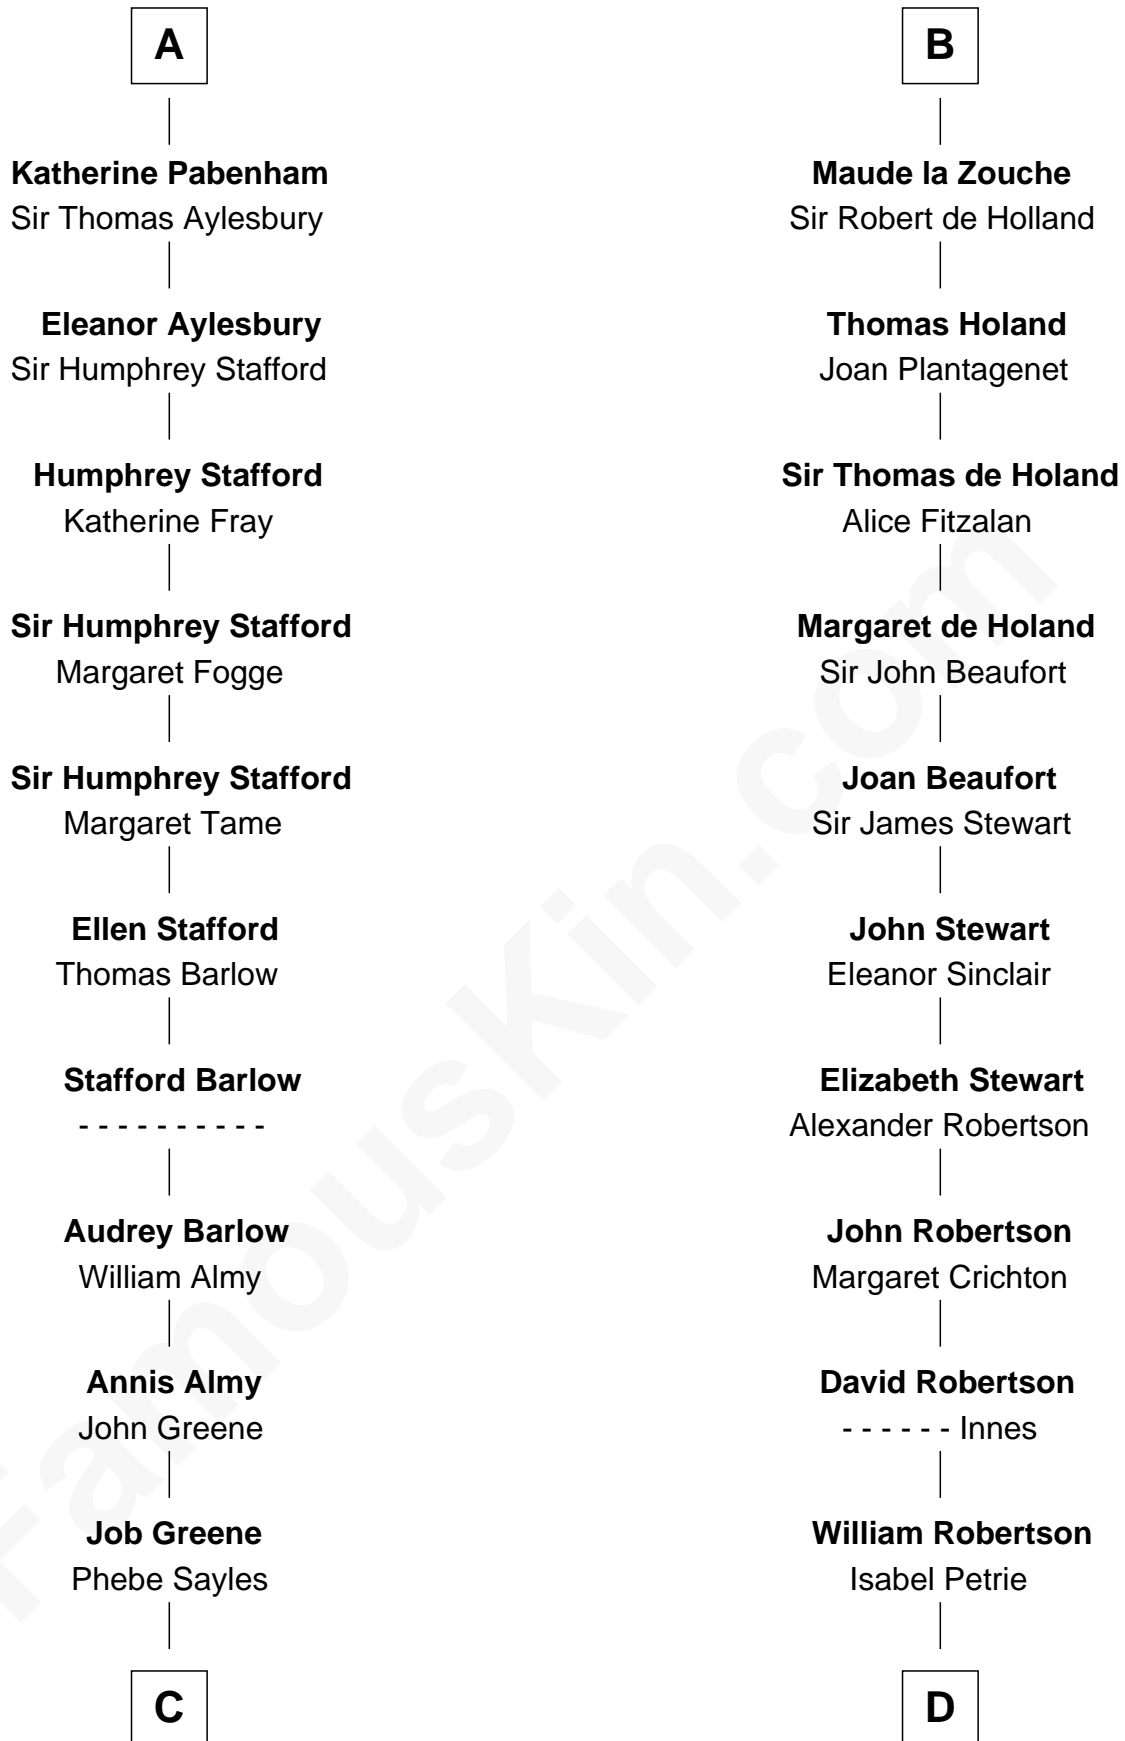 A
Katherine Pabenham
Sir Thomas Aylesbury
Eleanor Aylesbury
Sir Humphrey Stafford
Humphrey Stafford
Katherine Fray
Sir Humphrey Stafford
Margaret Fogge
Sir Humphrey Stafford
Margaret Tame
Ellen Stafford
Thomas Barlow
Stafford Barlow
- - - - - - - - - -
Audrey Barlow
William Almy
Annis Almy
John Greene
Job Greene
Phebe Sayles
C
B
Maude la Zouche
Sir Robert de Holland
Thomas Holand
Joan Plantagenet
Sir Thomas de Holand
Alice Fitzalan
Margaret de Holand
Sir John Beaufort
Joan Beaufort
Sir James Stewart
John Stewart
Eleanor Sinclair
Elizabeth Stewart
Alexander Robertson
John Robertson
Margaret Crichton
David Robertson
- - - - - - Innes
William Robertson
Isabel Petrie
D
FamousKin.com